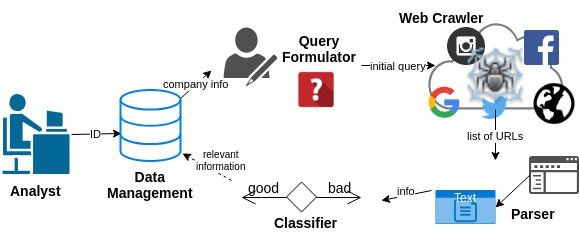 Web Crawler
Query
Formulator
initial query
company info
?
G
f
list of URLs
ID
Analyst
Data
Management
relevant
information
good
bad
Classifier
info
Text
Parser